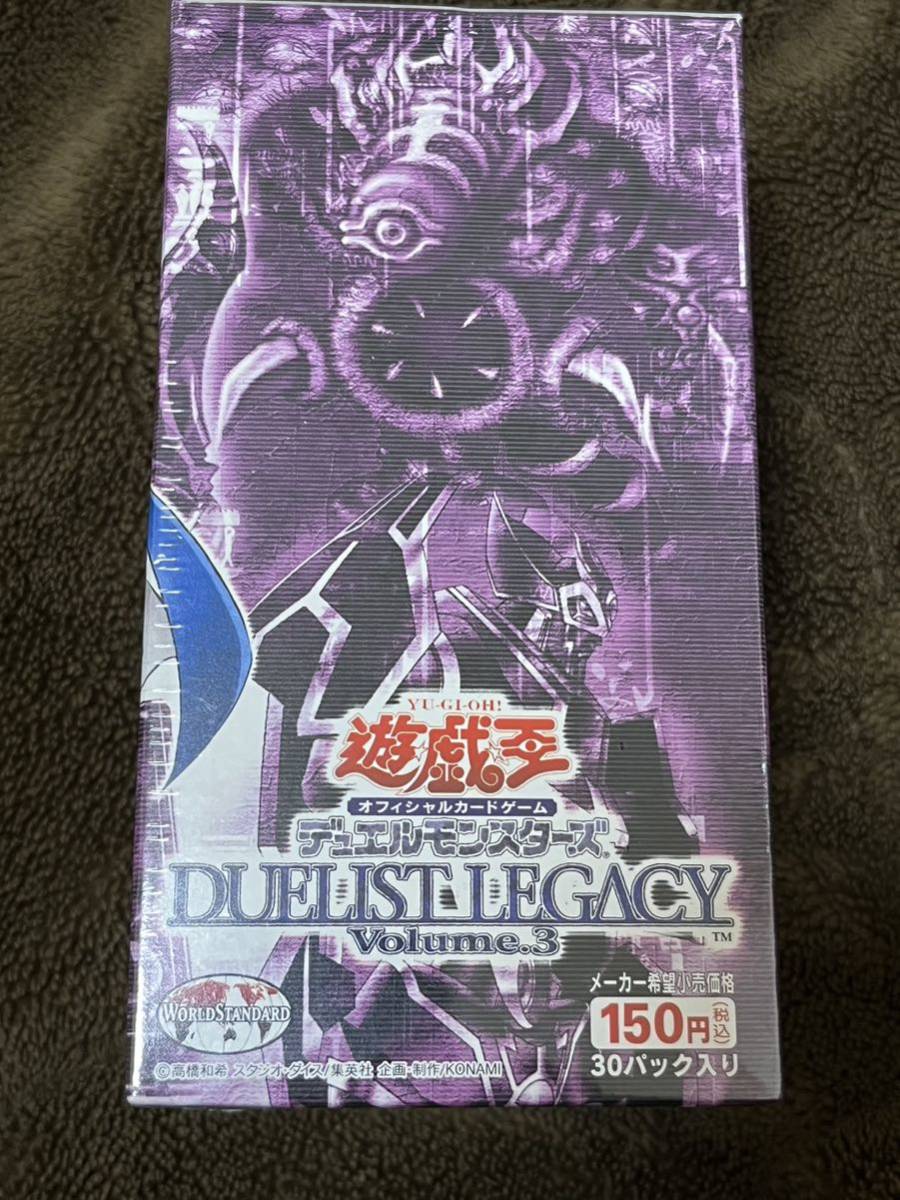 YU-GI-OH!
遊☆戯☆王
オフィシャルカードゲーム
デュエルモンスターズ®
DUELIST LEGACY
Volume.3 ™
メーカー希望小売価格
150円(税込)
30パック入り
WORLD STANDARD
©高橋和希 スタジオ・ダイス/集英社 企画・制作/KONAMI